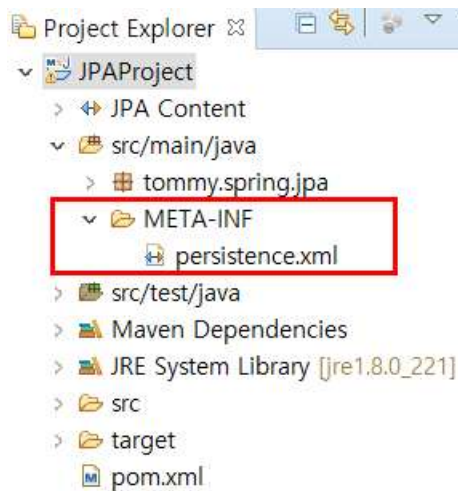 Project Explorer
JPAProject
JPA Content
src/main/java
tommy.spring.jpa
META-INF
persistence.xml
src/test/java
Maven Dependencies
JRE System Library [jre1.8.0_221]
src
target
pom.xml